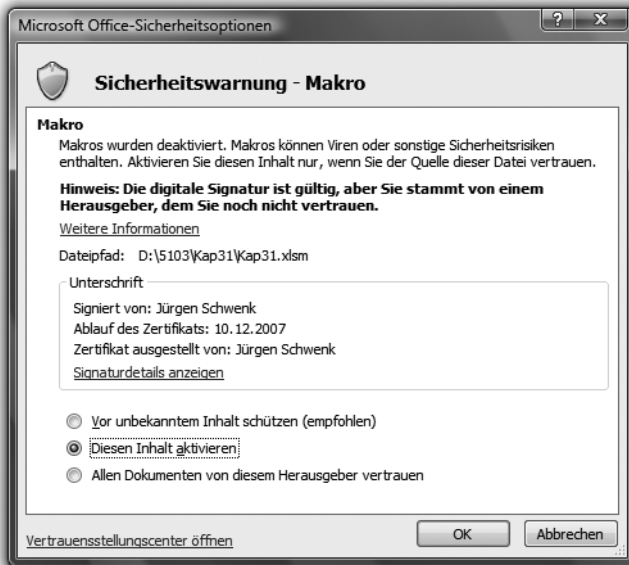 Microsoft Office-Sicherheitsoptionen
Sicherheitswarnung - Makro
Makro
Makros wurden deaktiviert. Makros können Viren oder sonstige Sicherheitsrisiken
enthalten. Aktivieren Sie diesen Inhalt nur, wenn Sie der Quelle dieser Datei vertrauen.
Hinweis: Die digitale Signatur ist gültig, aber Sie stammt von einem
Herausgeber, dem Sie noch nicht vertrauen.
Weitere Informationen
Dateipfad: D:\5103\Kap31\Kap31.xlsm
Unterschrift
Signiert von: Jürgen Schwenk
Ablauf des Zertifikats: 10.12.2007
Zertifikat ausgestellt von: Jürgen Schwenk
Signaturdetails anzeigen
Vor unbekanntem Inhalt schützen (empfohlen)
Diesen Inhalt aktivieren
Allen Dokumenten von diesem Herausgeber vertrauen
Vertrauensstellungscenter öffnen
OK
Abbrechen